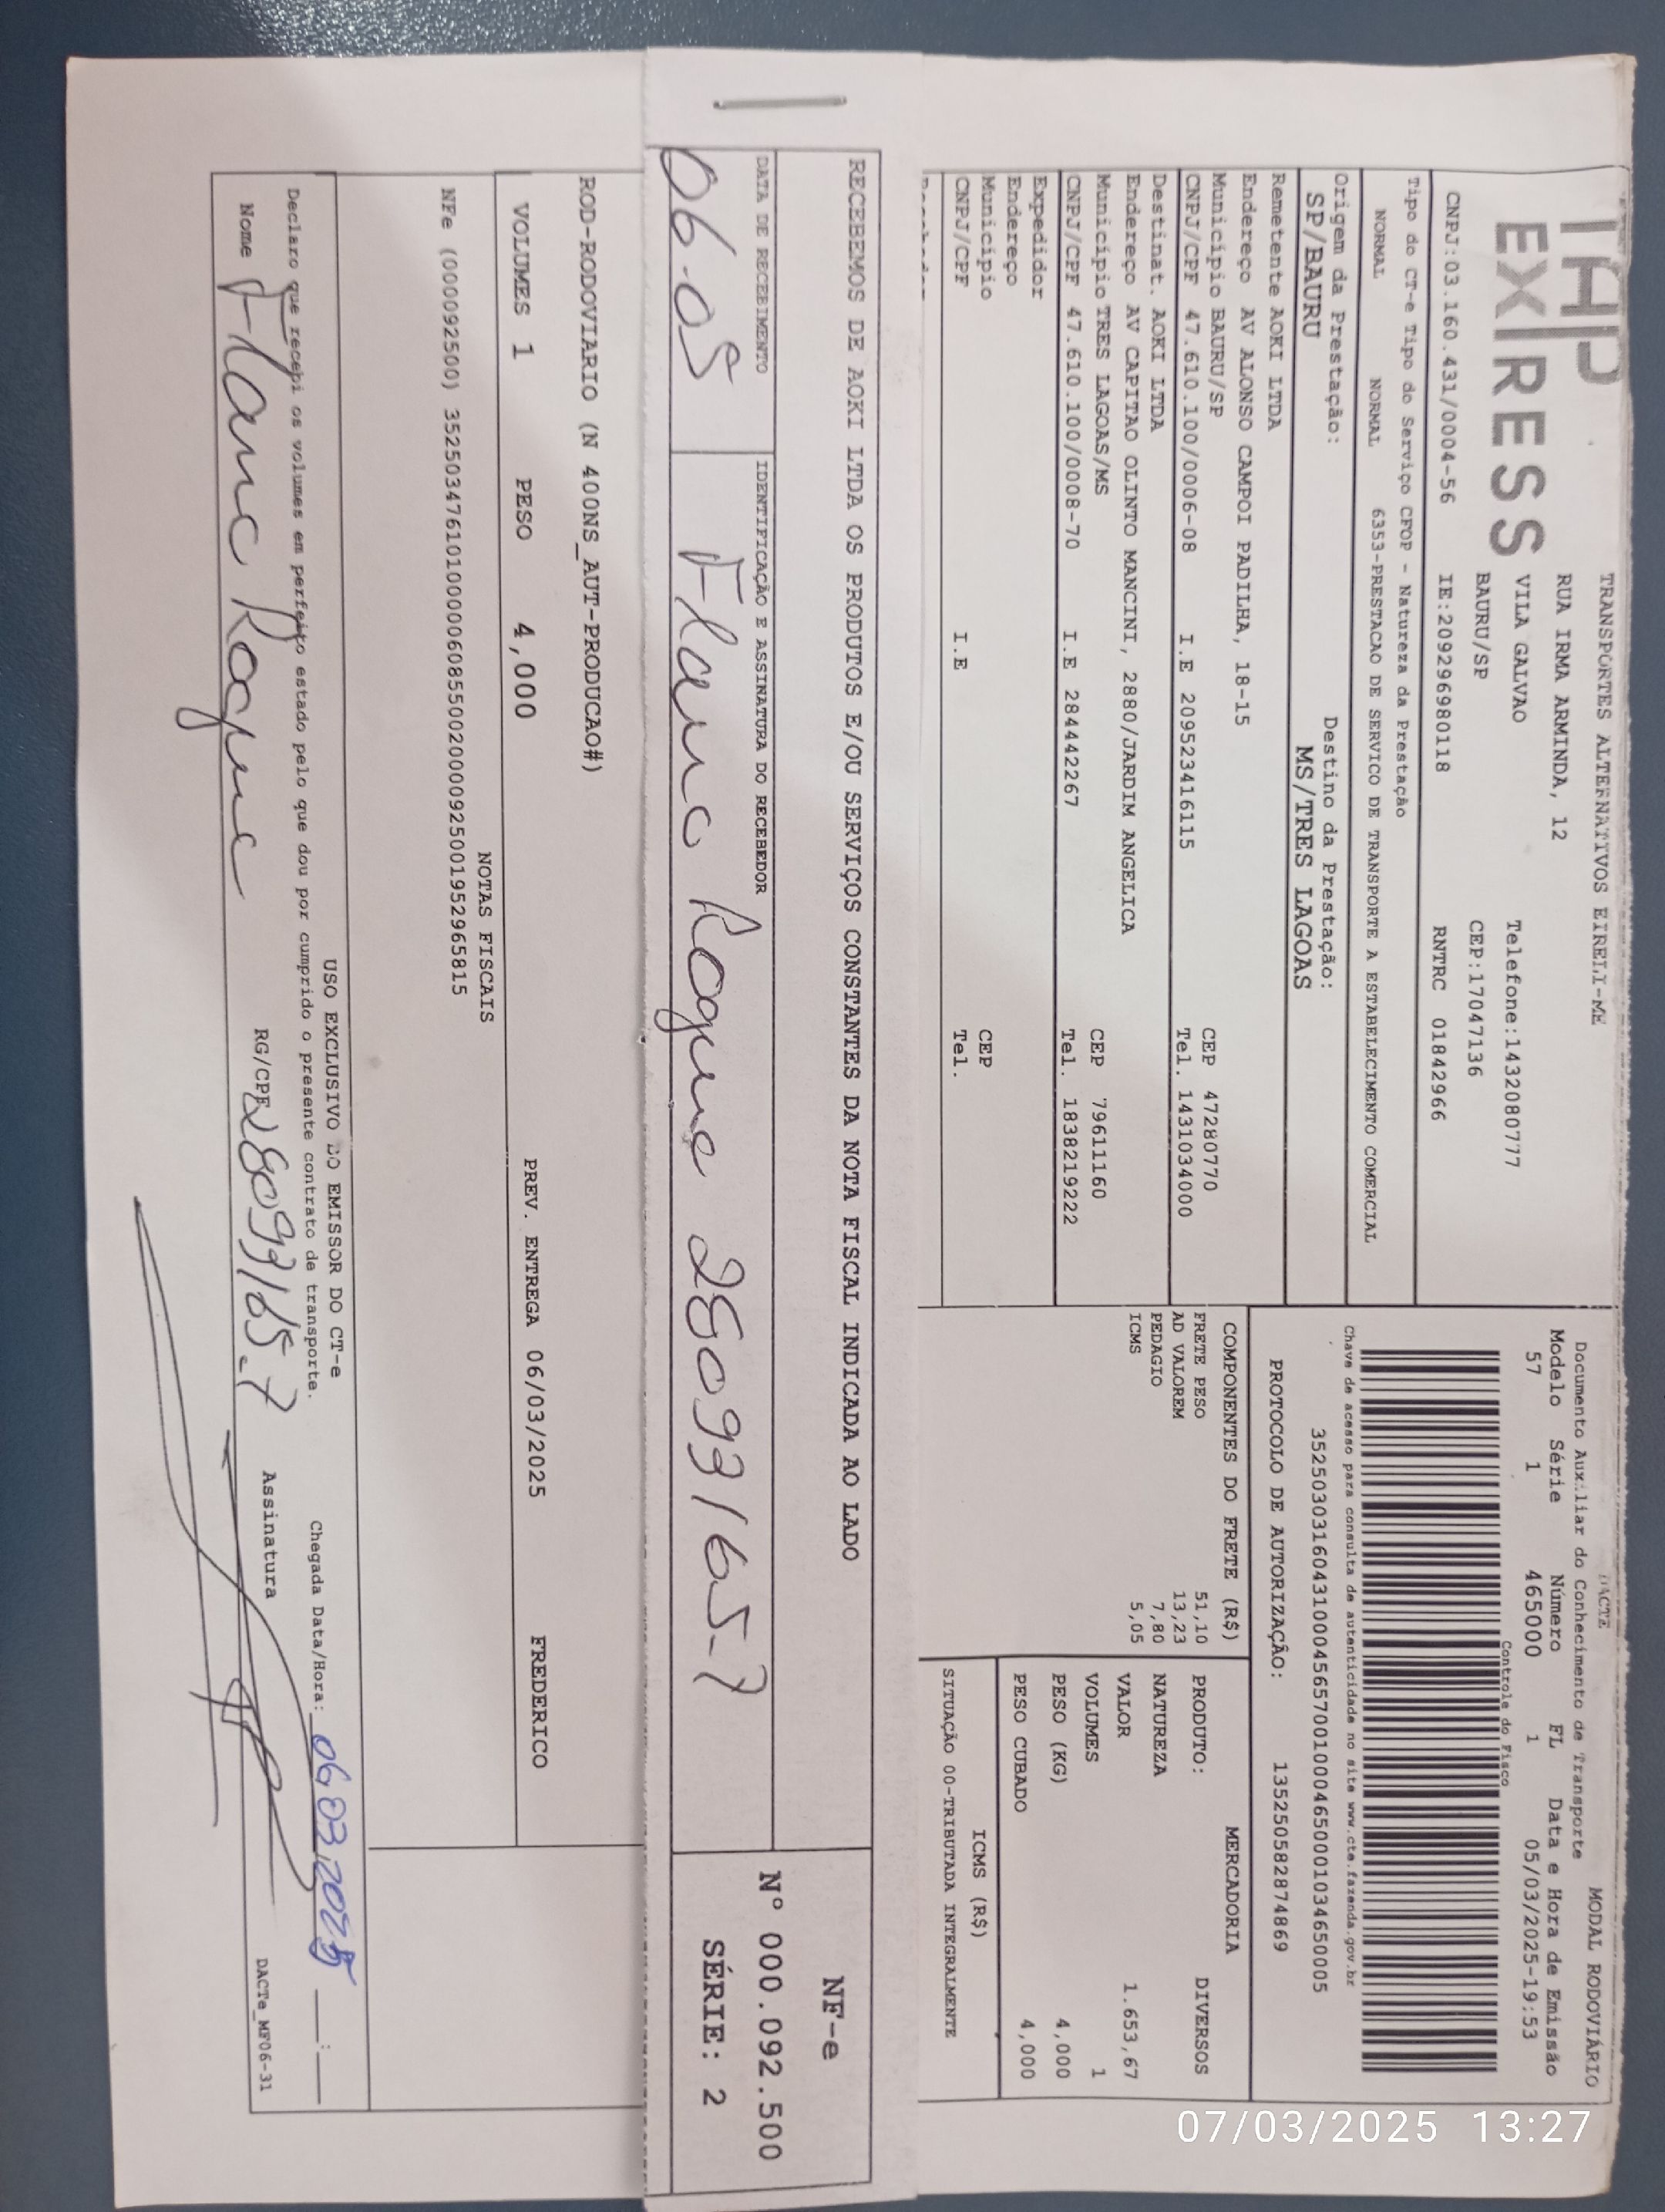 THP
EXPRESS
TRANSPORTES ALTERNATIVOS EIRELI-ME
RUA IRMA ARMINDA, 12
VILA GALVAO Telefone:1432080777
BAURU/SP CEP:17047136
CNPJ:03.160.431/0004-56 IE:209296980118 RNTRC 01842966
Tipo do CT-e Tipo do Serviço CFOP - Natureza da Prestação
NORMAL NORMAL 6353-PRESTACAO DE SERVICO DE TRANSPORTE A ESTABELECIMENTO COMERCIAL
Origem da Prestação: Destino da Prestação:
SP/BAURU MS/TRES LAGOAS
Remetente AOKI LTDA
Endereço AV ALONSO CAMPOI PADILHA, 18-15
Município BAURU/SP CEP 47280770
CNPJ/CPF 47.610.100/0006-08 I.E 209523416115 Tel. 1431034000
Destinat. AOKI LTDA
Endereço AV CAPITAO OLINTO MANCINI, 2880/JARDIM ANGELICA
Município TRES LAGOAS/MS CEP 79611160
CNPJ/CPF 47.610.100/0008-70 I.E 284442267 Tel. 1838219222
Expedidor
Endereço
Município CEP
CNPJ/CPF I.E Tel.
DACTE MODAL RODOVIÁRIO
Documento Auxiliar do Conhecimento de Transporte
Modelo Série Número FL Data e Hora de Emissão
57 1 465000 1 05/03/2025-19:53
Controle do Fisco
Chave de acesso para consulta de autenticidade no site www.cte.fazenda.gov.br
35250303160431000456570010004650001034650005
PROTOCOLO DE AUTORIZAÇÃO: 135250582874869
COMPONENTES DO FRETE (R$)
FRETE PESO 51,10
AD VALOREM 13,23
PEDAGIO 7,80
ICMS 5,05
MERCADORIA
PRODUTO: DIVERSOS
NATUREZA
VALOR 1.653,67
VOLUMES 1
PESO (KG) 4,000
PESO CUBADO 4,000
ICMS (R$)
SITUAÇÃO 00-TRIBUTADA INTEGRALMENTE
RECEBEMOS DE AOKI LTDA OS PRODUTOS E/OU SERVIÇOS CONSTANTES DA NOTA FISCAL INDICADA AO LADO
DATA DE RECEBIMENTO IDENTIFICAÇÃO E ASSINATURA DO RECEBEDOR
Roque
NF-e
Nº 000.092.500
SÉRIE: 2
ROD-RODOVIARIO (N 400NS_AUT-PRODUCAO#)
VOLUMES 1 PESO 4,000 PREV. ENTREGA 06/03/2025 FREDERICO
NOTAS FISCAIS
NFe (000092500) 35250347610100000608550020000925001952965815
USO EXCLUSIVO DO EMISSOR DO CT-e
Declaro que recebi os volumes em perfeito estado pelo que dou por cumprido o presente contrato de transporte.
Chegada Data/Hora: 06/03/2025 __:__
Nome Roque RG/CPF Assinatura
DACTe_MF06-31
07/03/2025 13:27